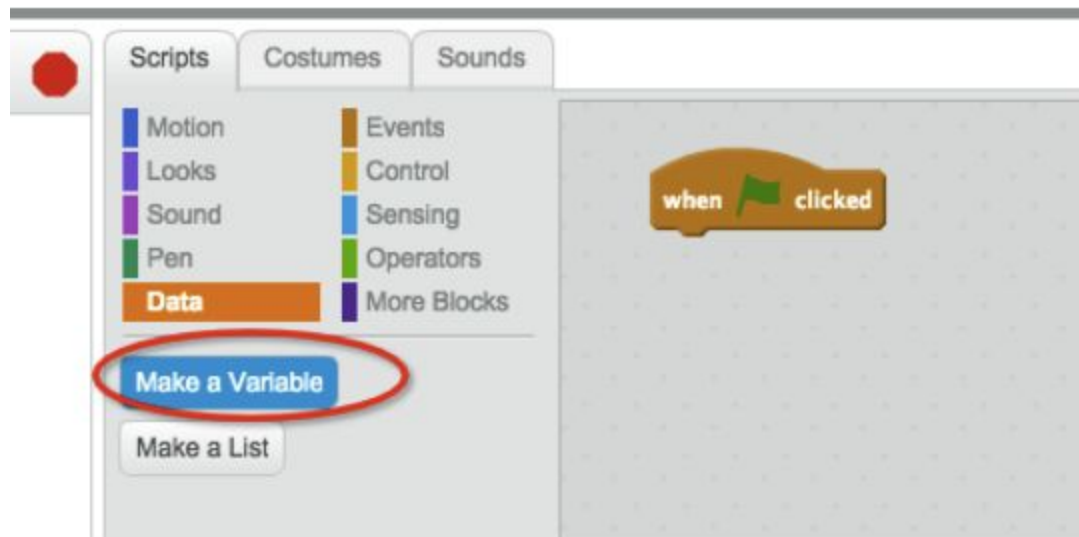 Scripts Costumes Sounds
Motion Events
Looks Control
Sound Sensing
Pen Operators
Data More Blocks
Make a Variable
Make a List
when clicked